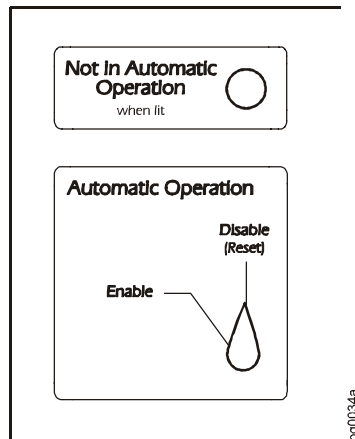 Not in Automatic
Operation
when lit
Automatic Operation
Disable
(Reset)
Enable